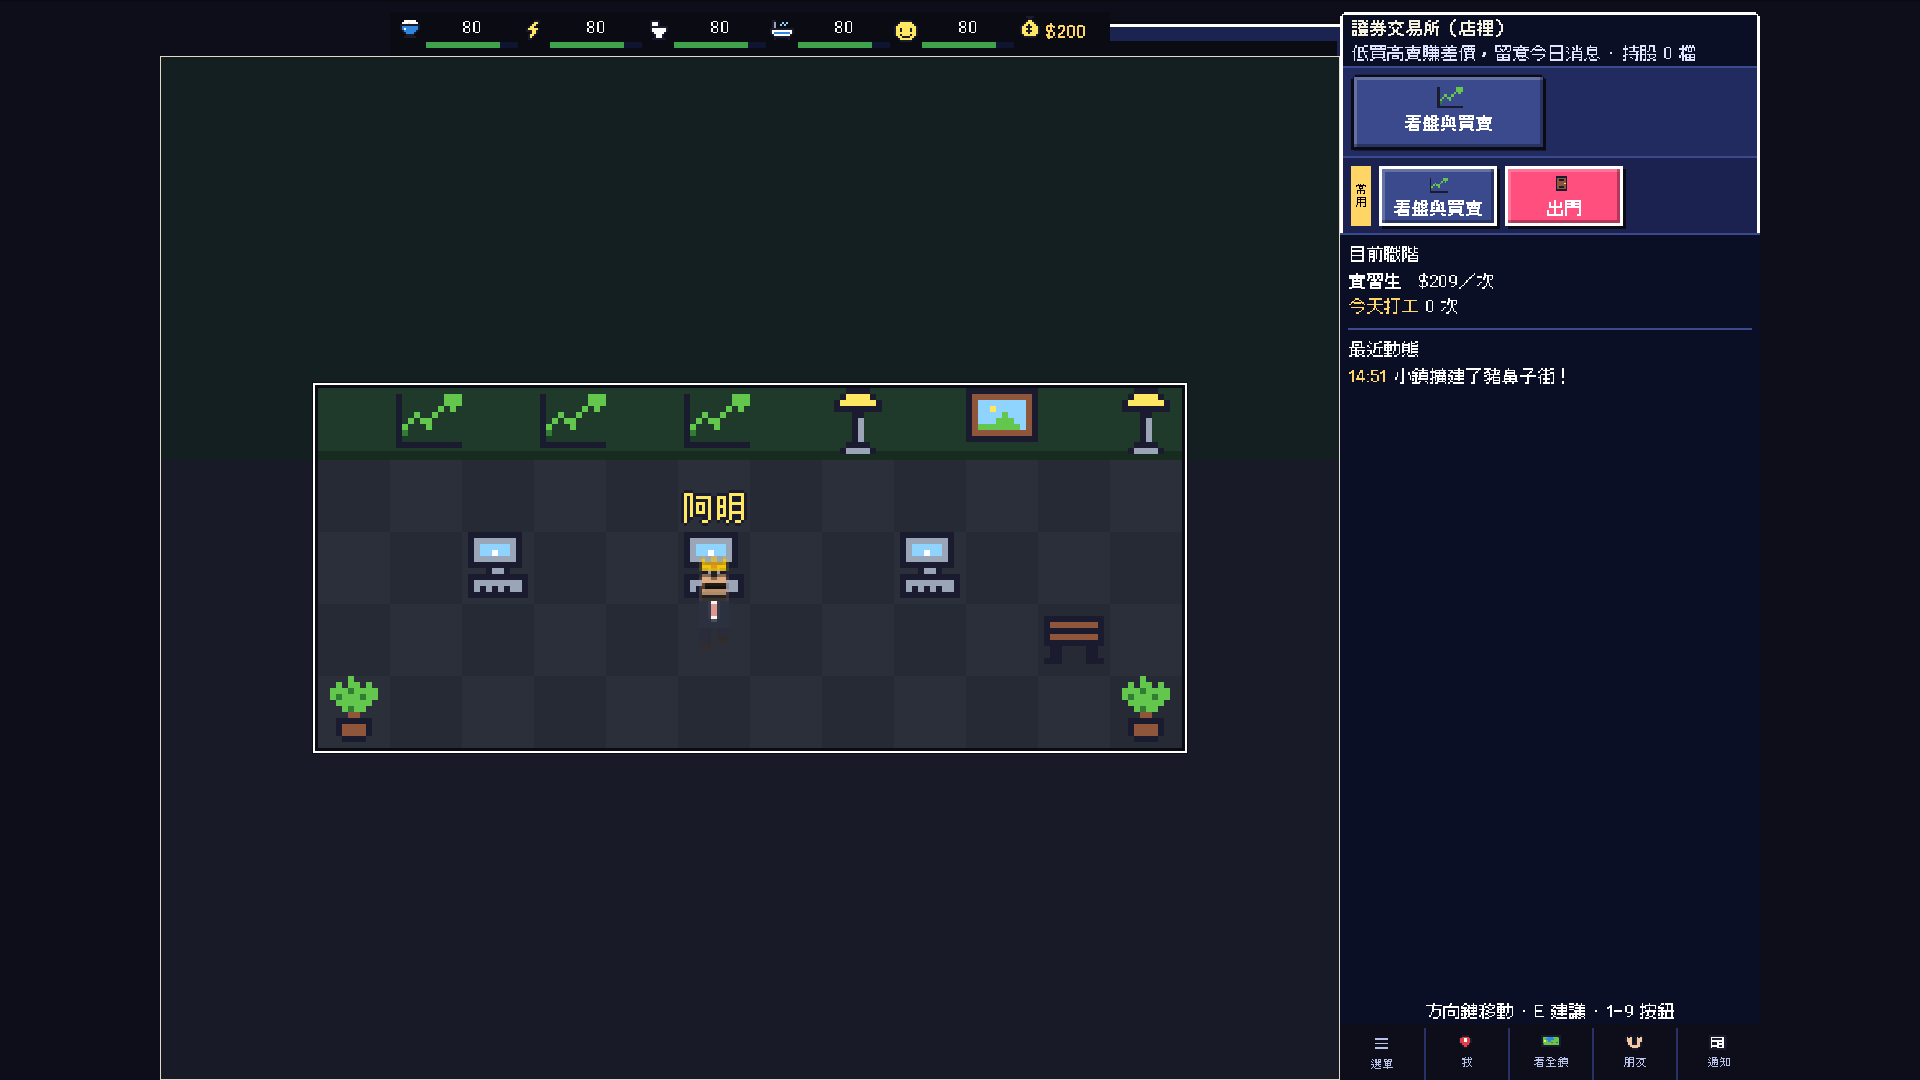 80 80 80 80 80 $200
證券交易所（店裡）
低買高賣賺差價，留意今日消息 · 持股 0 檔
看盤與買賣
常用
看盤與買賣
出門
目前職階
實習生 $209／次
今天打工 0 次
最近動態
14:51 小鎮擴建了豬鼻子街！
阿明
方向鍵移動 · E 建議 · 1-9 按鈕
選單
我
看全鎮
朋友
通知